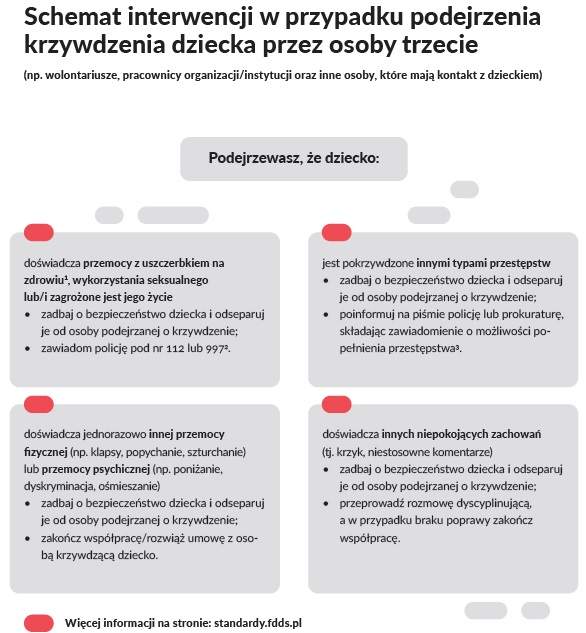 Schemat interwencji w przypadku podejrzenia
krzywdzenia dziecka przez osoby trzecie
(np. wolontariusze, pracownicy organizacji/instytucji oraz inne osoby, które mają kontakt z dzieckiem)
Podejrzewasz, że dziecko:
doświadcza przemocy z uszczerbkiem na
zdrowiu¹, wykorzystania seksualnego
lub/i zagrożone jest jego życie
• zadbaj o bezpieczeństwo dziecka i odseparuj
je od osoby podejrzanej o krzywdzenie;
• zawiadom policję pod nr 112 lub 997².
jest pokrzywdzone innymi typami przestępstw
• zadbaj o bezpieczeństwo dziecka i odseparuj
je od osoby podejrzanej o krzywdzenie;
• poinformuj na piśmie policję lub prokuraturę,
składając zawiadomienie o możliwości po-
pełnienia przestępstwa³.
doświadcza jednorazowo innej przemocy
fizycznej (np. klapsy, popychanie, szturchanie)
lub przemocy psychicznej (np. poniżanie,
dyskryminacja, ośmieszanie)
• zadbaj o bezpieczeństwo dziecka i odseparuj
je od osoby podejrzanej o krzywdzenie;
• zakończ współpracę/rozwiąż umowę z oso-
bą krzywdzącą dziecko.
doświadcza innych niepokojących zachowań
(tj. krzyk, niestosowne komentarze)
• zadbaj o bezpieczeństwo dziecka i odseparuj
je od osoby podejrzanej o krzywdzenie;
• przeprowadź rozmowę dyscyplinującą,
a w przypadku braku poprawy zakończ
współpracę.
Więcej informacji na stronie: standardy.fdds.pl